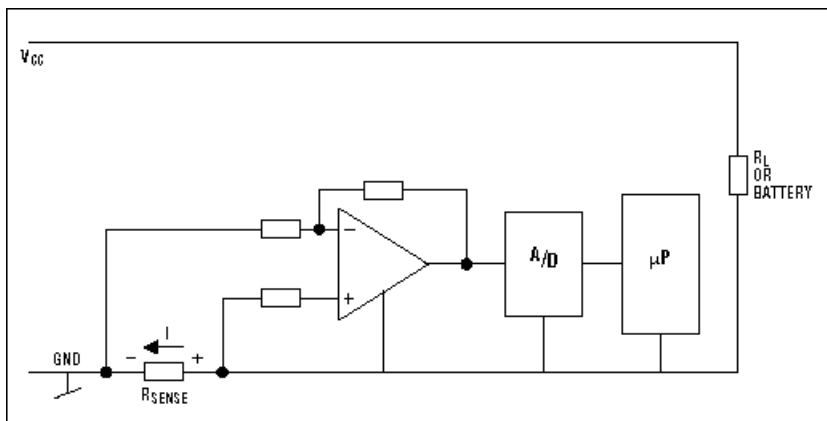 VCC
RL
OR
BATTERY
−
+
A/D
µP
GND
−
I
+
RSENSE